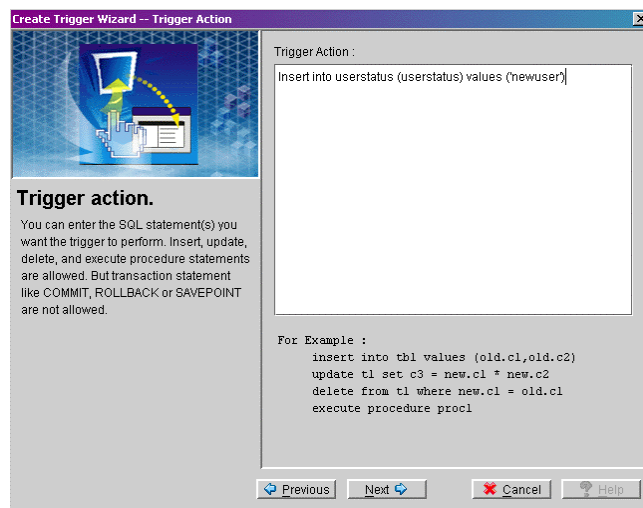 Create Trigger Wizard -- Trigger Action
Trigger Action :
Insert into userstatus (userstatus) values ('newuser')
Trigger action.
You can enter the SQL statement(s) you
want the trigger to perform. Insert, update,
delete, and execute procedure statements
are allowed. But transaction statement
like COMMIT, ROLLBACK or SAVEPOINT
are not allowed.
For Example :
insert into tbl values (old.c1,old.c2)
update t1 set c3 = new.c1 * new.c2
delete from t1 where new.c1 = old.c1
execute procedure proc1
Previous
Next
Cancel
Help